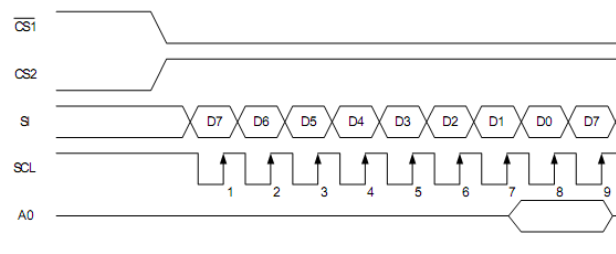 CS1
CS2
SI D7 D6 D5 D4 D3 D2 D1 D0 D7
SCL
1 2 3 4 5 6 7 8 9
A0